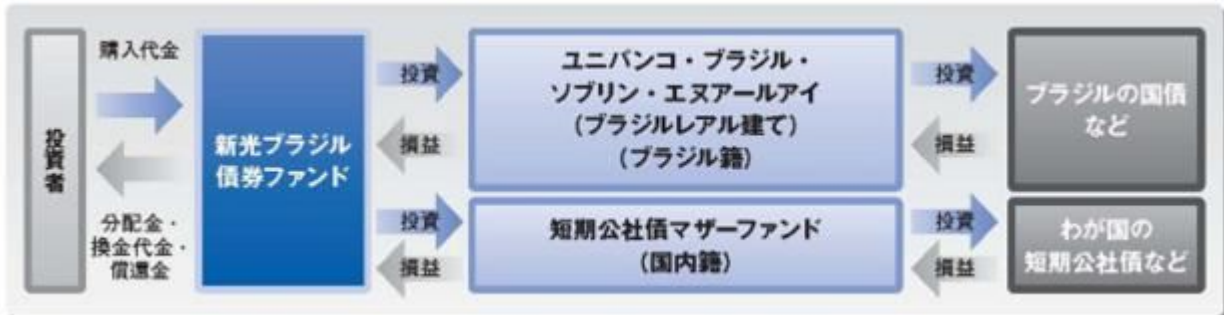 投資者
購入代金
分配金・
換金代金・
償還金
新光ブラジル
債券ファンド
投資
損益
ユニバンコ・ブラジル・
ソブリン・エヌアールアイ
(ブラジルレアル建て)
(ブラジル籍)
投資
損益
ブラジルの国債
など
投資
損益
短期公社債マザーファンド
(国内籍)
投資
損益
わが国の
短期公社債など